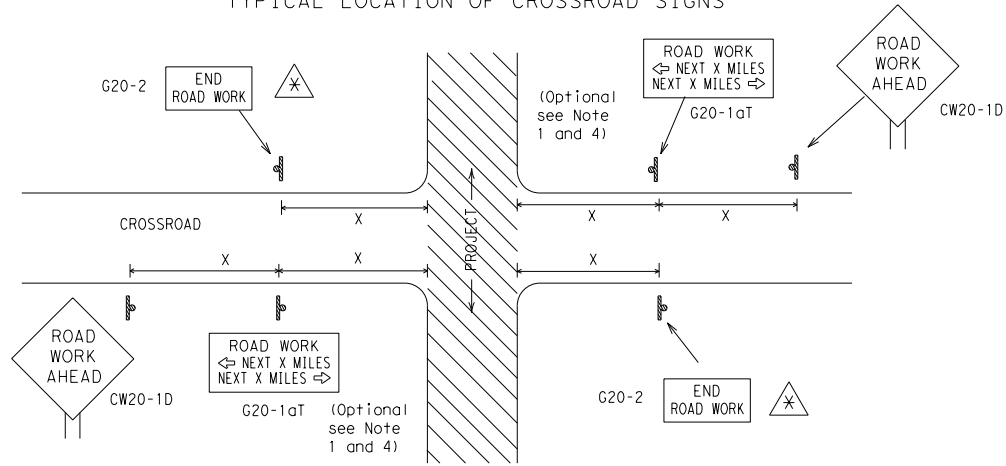 TYPICAL LOCATION OF CROSSROAD SIGNS
G20-2
END
ROAD WORK
(Optional
see Note
1 and 4)
ROAD WORK
⇦ NEXT X MILES
NEXT X MILES ⇨
G20-1aT
ROAD
WORK
AHEAD
CW20-1D
X
X
X
CROSSROAD
PROJECT
X
X
X
ROAD
WORK
AHEAD
CW20-1D
ROAD WORK
⇦ NEXT X MILES
NEXT X MILES ⇨
G20-1aT
(Optional
see Note
1 and 4)
G20-2
END
ROAD WORK